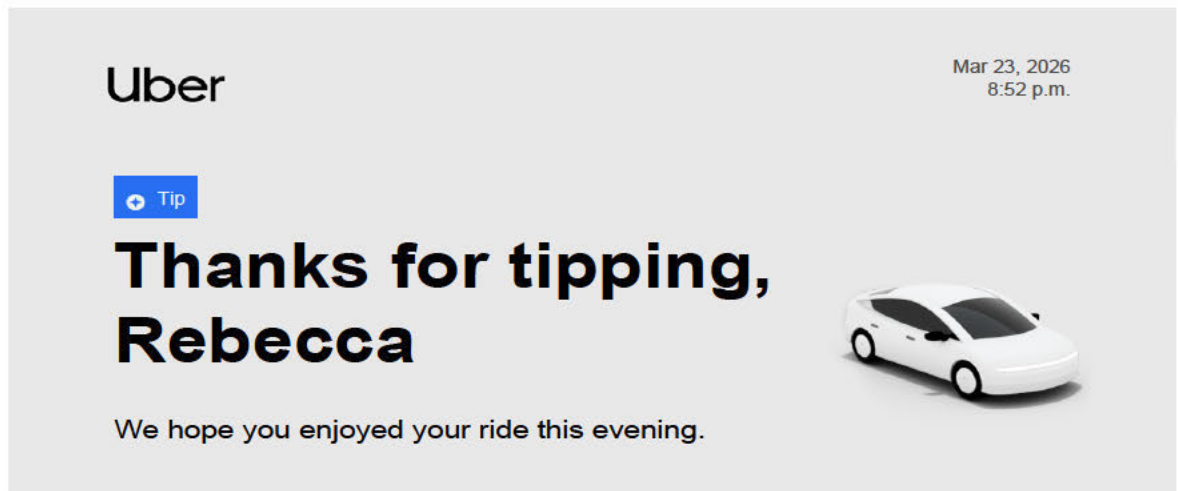 Uber
Mar 23, 2026
8:52 p.m.
Tip
Thanks for tipping,
Rebecca
We hope you enjoyed your ride this evening.